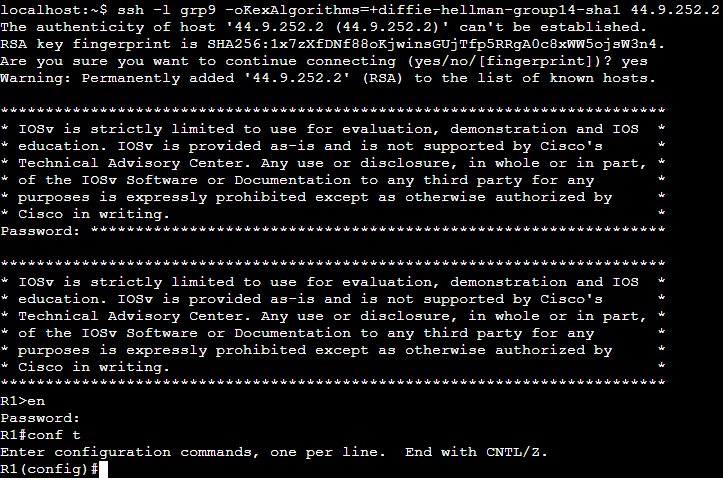 localhost:~$ ssh -l grp9 -oKexAlgorithms=+diffie-hellman-group14-sha1 44.9.252.2
The authenticity of host '44.9.252.2 (44.9.252.2)' can't be established.
RSA key fingerprint is SHA256:1x7zXfDNf88oKjwinsGUjTfp5RRgA0c8xWW5ojsW3n4.
Are you sure you want to continue connecting (yes/no/[fingerprint])? yes
Warning: Permanently added '44.9.252.2' (RSA) to the list of known hosts.

**************************************************************************
* IOSv is strictly limited to use for evaluation, demonstration and IOS  *
* education. IOSv is provided as-is and is not supported by Cisco's      *
* Technical Advisory Center. Any use or disclosure, in whole or in part, *
* of the IOSv Software or Documentation to any third party for any       *
* purposes is expressly prohibited except as otherwise authorized by     *
* Cisco in writing.                                                      *
Password: ****************************************************************

**************************************************************************
* IOSv is strictly limited to use for evaluation, demonstration and IOS  *
* education. IOSv is provided as-is and is not supported by Cisco's      *
* Technical Advisory Center. Any use or disclosure, in whole or in part, *
* of the IOSv Software or Documentation to any third party for any       *
* purposes is expressly prohibited except as otherwise authorized by     *
* Cisco in writing.                                                      *
**************************************************************************
R1>en
Password:
R1#conf t
Enter configuration commands, one per line.  End with CNTL/Z.
R1(config)#